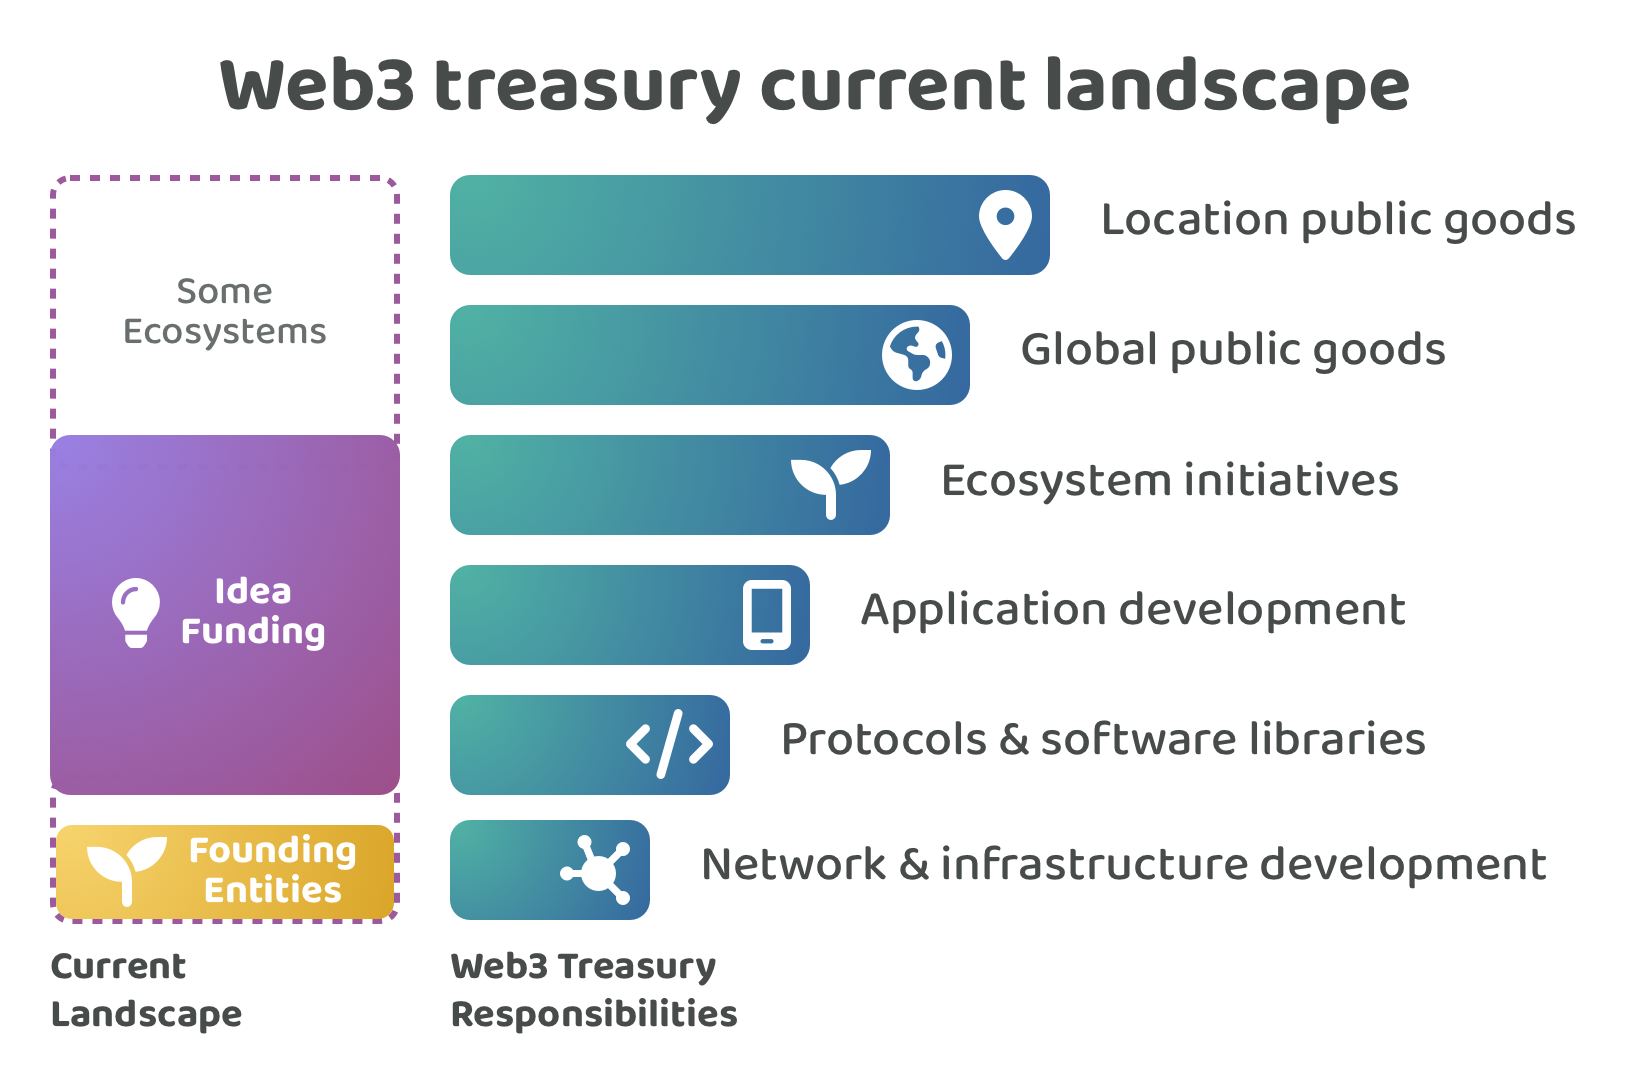 Web3 treasury current landscape
Some
Ecosystems
Idea
Funding
Founding
Entities
Current
Landscape
Location public goods
Global public goods
Ecosystem initiatives
Application development
Protocols & software libraries
Network & infrastructure development
Web3 Treasury
Responsibilities